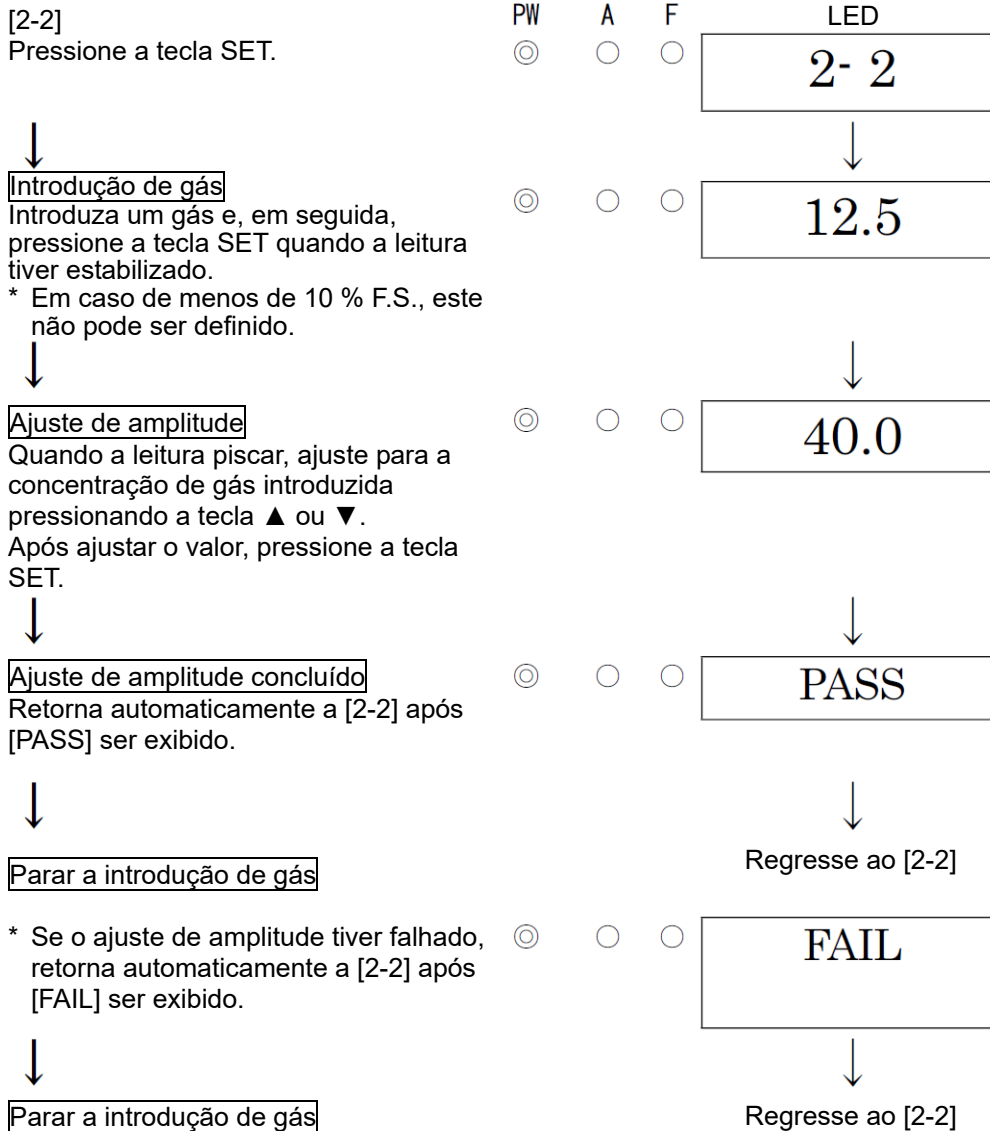 [2-2] PW A F LED
Pressione a tecla SET. ◎ ○ ○ 2- 2
↓ ↓
Introdução de gás ◎ ○ ○ 12.5
Introduza um gás e, em seguida,
pressione a tecla SET quando a leitura
tiver estabilizado.
* Em caso de menos de 10 % F.S., este
não pode ser definido.
↓ ↓
Ajuste de amplitude ◎ ○ ○ 40.0
Quando a leitura piscar, ajuste para a
concentração de gás introduzida
pressionando a tecla ▲ ou ▼.
Após ajustar o valor, pressione a tecla
SET.
↓ ↓
Ajuste de amplitude concluído ◎ ○ ○ PASS
Retorna automaticamente a [2-2] após
[PASS] ser exibido.
↓ ↓
Parar a introdução de gás Regresse ao [2-2]
* Se o ajuste de amplitude tiver falhado, ◎ ○ ○ FAIL
retorna automaticamente a [2-2] após
[FAIL] ser exibido.
↓ ↓
Parar a introdução de gás Regresse ao [2-2]